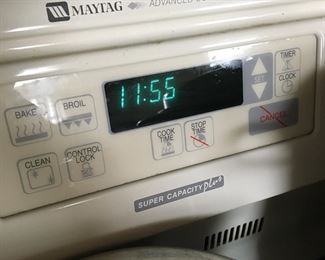 MAYTAG
ADVANCED
BAKE
BROIL
CLEAN
CONTROL
LOCK
11:55
COOK
TIME
STOP
TIME
SET
TIMER
CLOCK
CANCEL
SUPER CAPACITY plus